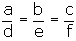 a/d = b/e = c/f